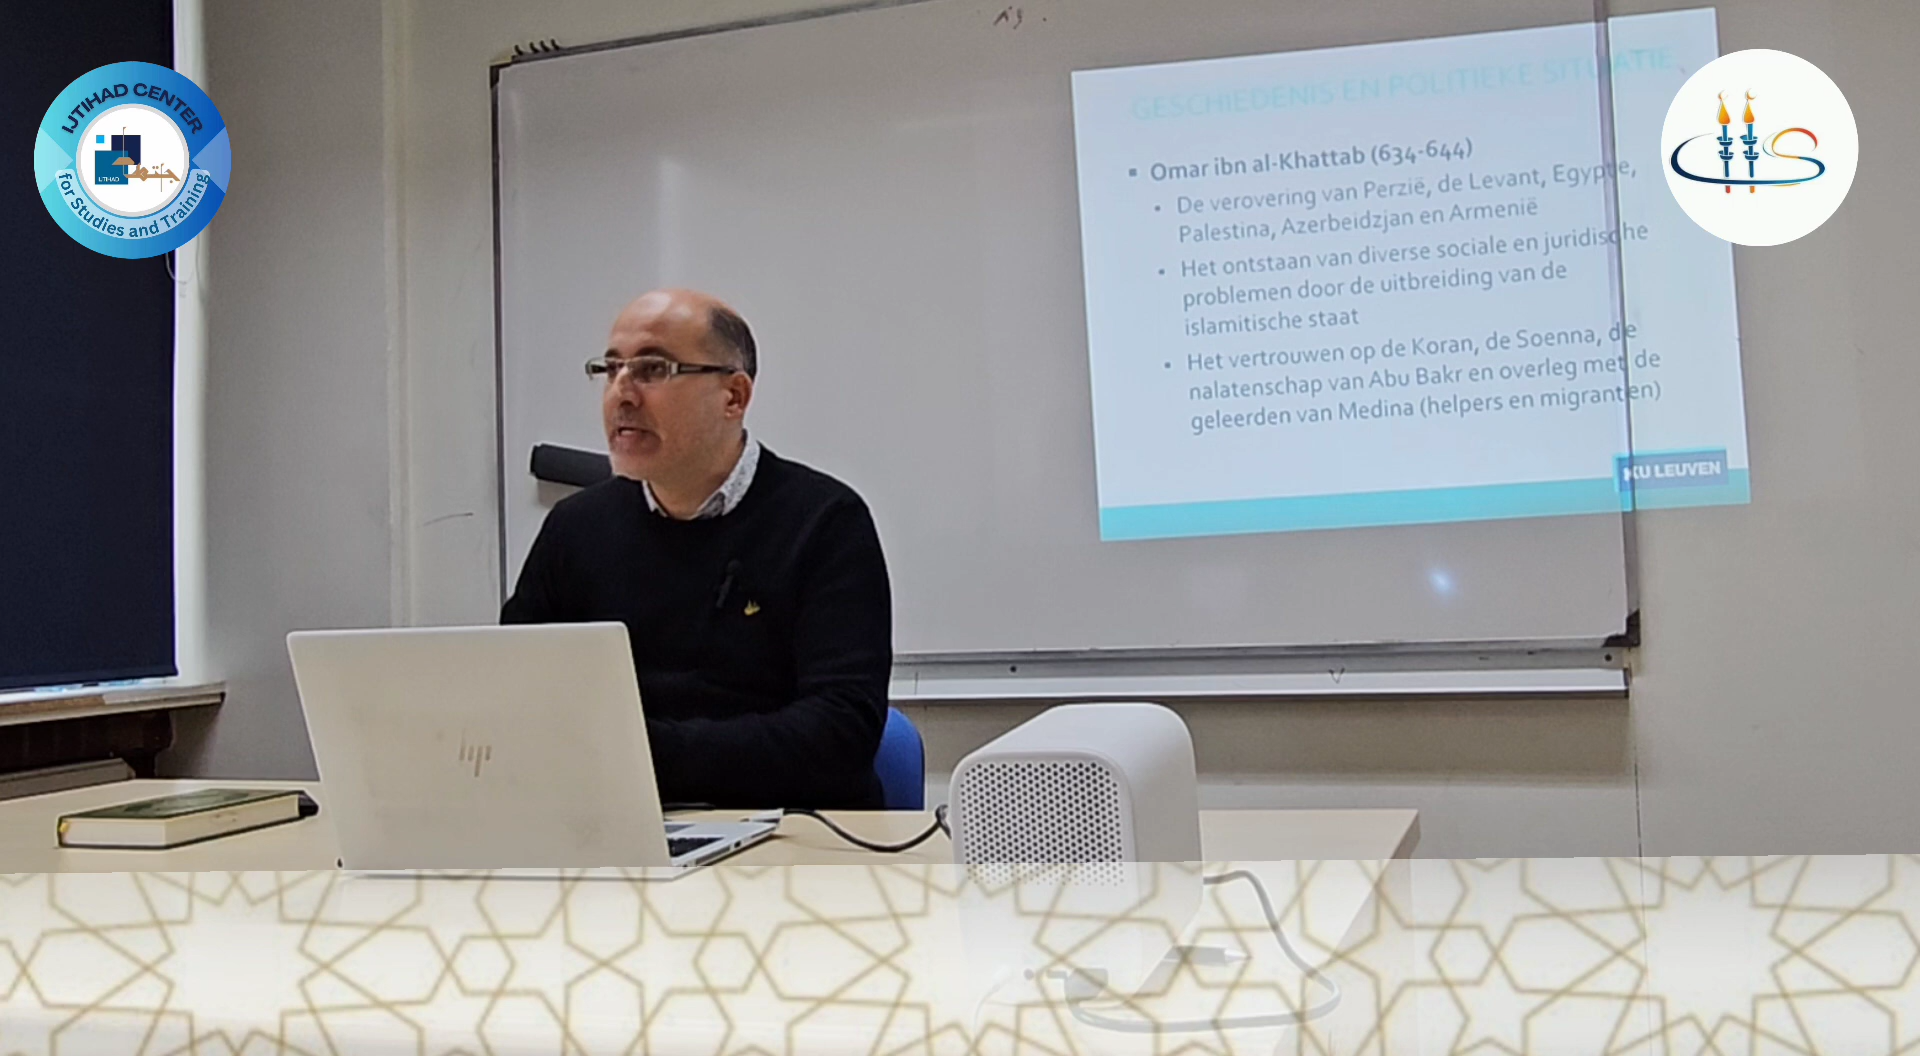 IJTIHAD CENTER
for Studies and Training
IJTIHAD
GESCHIEDENIS EN POLITIEKE SITUATIE
Omar ibn al-Khattab (634-644)
De verovering van Perzië, de Levant, Egypte,
Palestina, Azerbeidzjan en Armenië
Het ontstaan van diverse sociale en juridische
problemen door de uitbreiding van de
islamitische staat
Het vertrouwen op de Koran, de Soenna, de
nalatenschap van Abu Bakr en overleg met de
geleerden van Medina (helpers en migranten)
KU LEUVEN
hp